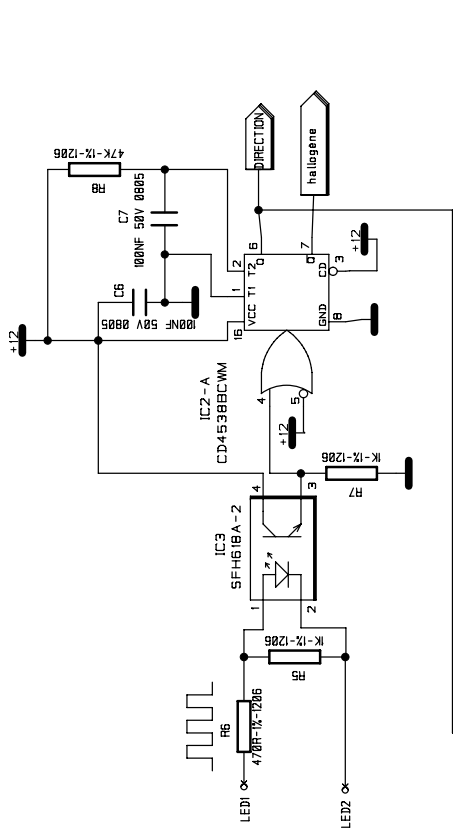 DIRECTION
hallogene
47K-1%-1206
R8
C7
100NF 50V 0805
C6
100NF
50V 0805
+12
2
T2
1
T1
16
VCC
6
Q
7
Q
3
CD
+12
8
GND
IC2-A
CD4538BCWM
4
5
+12
1K-1%-1206
R7
IC3
SFH618A-2
4
3
1
2
1K-1%-1206
R5
R6
470R-1%-1206
LED1
LED2